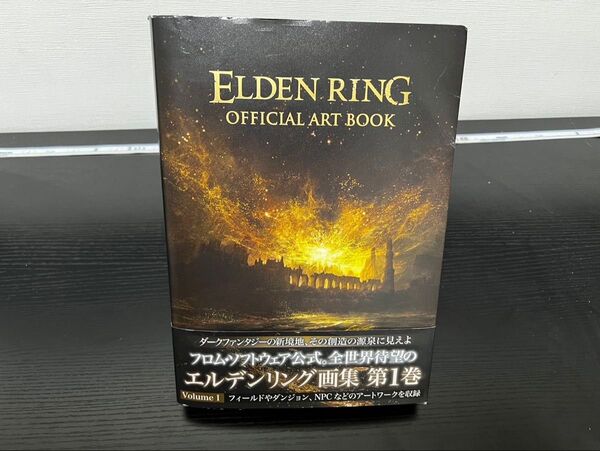 ELDEN RING
OFFICIAL ART BOOK
ダークファンタジーの新境地、その創造の源泉に見えよ
フロム・ソフトウェア公式。全世界待望の
エルデンリング画集 第1巻
Volume I フィールドやダンジョン、NPCなどのアートワークを収録